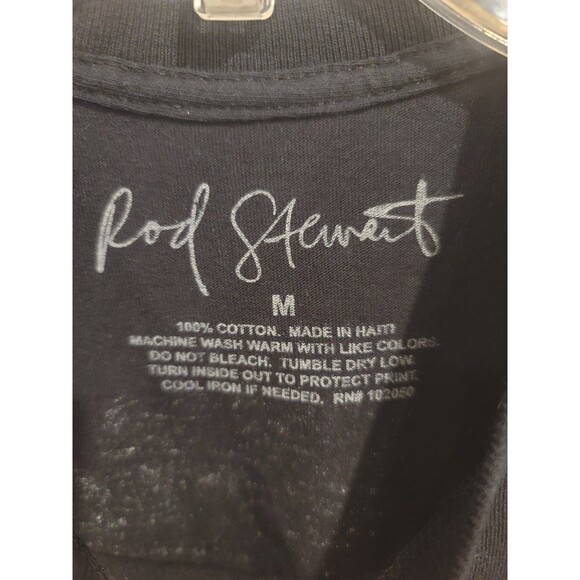 Rod Stewart
M
100% COTTON. MADE IN HAITI
MACHINE WASH WARM WITH LIKE COLORS.
DO NOT BLEACH. TUMBLE DRY LOW.
TURN INSIDE OUT TO PROTECT PRINT.
COOL IRON IF NEEDED. RN# 102050